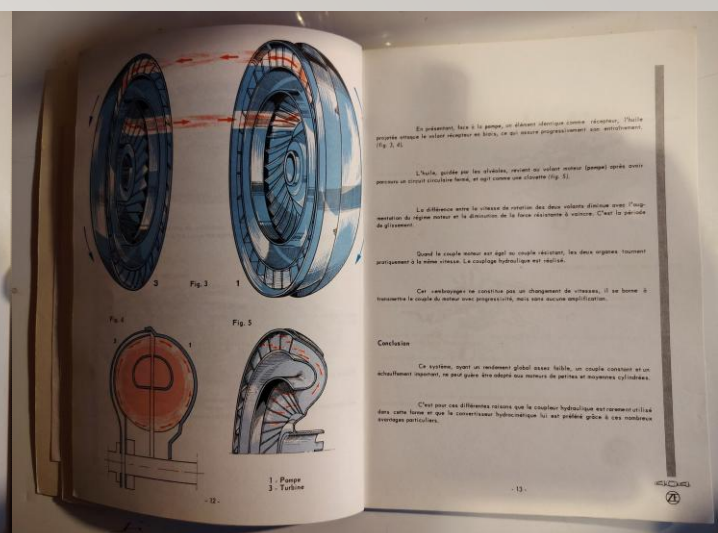 3
Fig. 3
1
Fig. 4
Fig. 5
3
1
1 - Pompe
3 - Turbine
- 12 -
En présentant, face à la pompe, un élément identique comme récepteur, l'huile
projetée attaque le volant récepteur en biais, ce qui assure progressivement son entraînement.
(fig. 3, 4).
L'huile, guidée par les alvéoles, revient au volant moteur (pompe) après avoir
parcouru un circuit circulaire fermé, et agit comme une clavette (fig. 5).
La différence entre la vitesse de rotation des deux volants diminue avec l'aug-
mentation du régime moteur et la diminution de la force résistante à vaincre. C'est la période
de glissement.
Quand le couple moteur est égal au couple résistant, les deux organes tournent
pratiquement à la même vitesse. Le couplage hydraulique est réalisé.
Cet «embrayage» ne constitue pas un changement de vitesses, il se borne à
transmettre le couple du moteur avec progressivité, mais sans aucune amplification.
Conclusion
Ce système, ayant un rendement global assez faible, un couple constant et un
échauffement important, ne peut guère être adapté aux moteurs de petites et moyennes cylindrées.
C'est pour ces différentes raisons que le coupleur hydraulique est rarement utilisé
dans cette forme et que le convertisseur hydrocinétique lui est préféré grâce à ces nombreux
avantages particuliers.
- 13 -